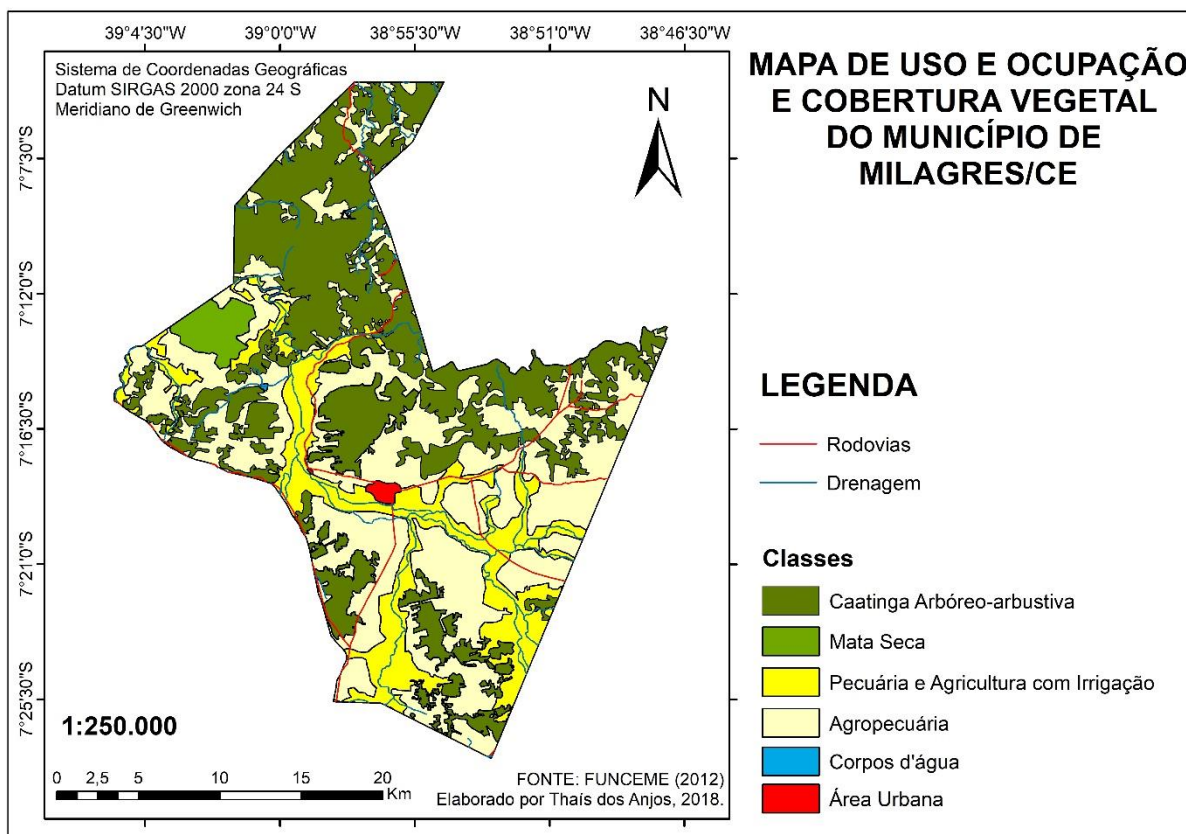 39°4'30"W
39°0'0"W
38°55'30"W
38°51'0"W
38°46'30"W
Sistema de Coordenadas Geográficas
Datum SIRGAS 2000 zona 24 S
Meridiano de Greenwich
N
MAPA DE USO E OCUPAÇÃO
E COBERTURA VEGETAL
DO MUNICÍPIO DE
MILAGRES/CE
7°7'30"S
7°12'0"S
7°16'30"S
7°21'0"S
7°25'30"S
LEGENDA
Rodovias
Drenagem
Classes
Caatinga Arbóreo-arbustiva
Mata Seca
Pecuária e Agricultura com Irrigação
Agropecuária
Corpos d'água
Área Urbana
1:250.000
0 2,5 5 10 15 20
Km
FONTE: FUNCEME (2012)
Elaborado por Thaís dos Anjos, 2018.